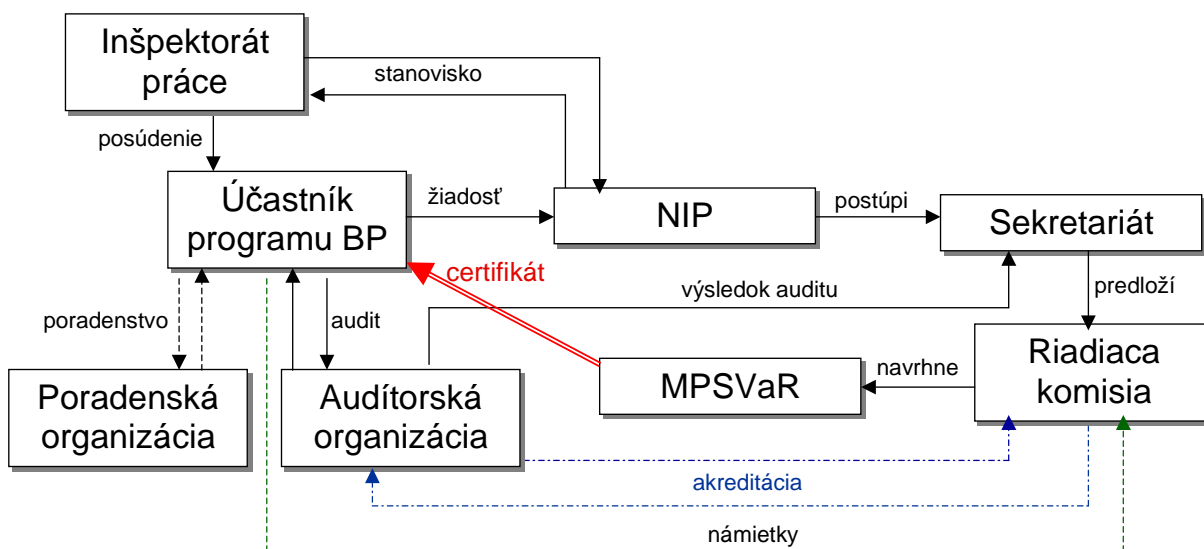 Inšpektorát
práce
stanovisko
posúdenie
Účastník
programu BP
žiadosť
NIP
postúpi
Sekretariát
certifikát
výsledok auditu
predloží
poradenstvo
audit
Poradenská
organizácia
Audítorská
organizácia
MPSVaR
navrhne
Riadiaca
komisia
akreditácia
námietky